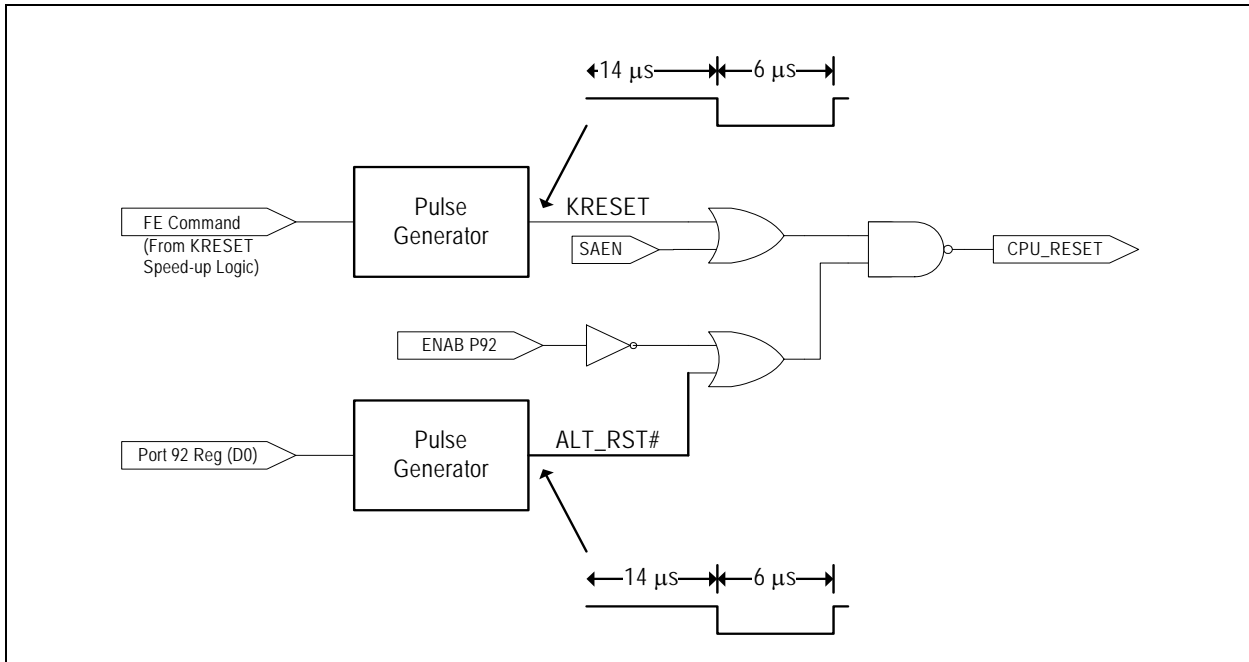 14 μs
6 μs
Pulse
Generator
KRESET
FE Command
(From KRESET
Speed-up Logic)
SAEN
CPU_RESET
ENAB P92
Pulse
Generator
ALT_RST#
Port 92 Reg (D0)
14 μs
6 μs